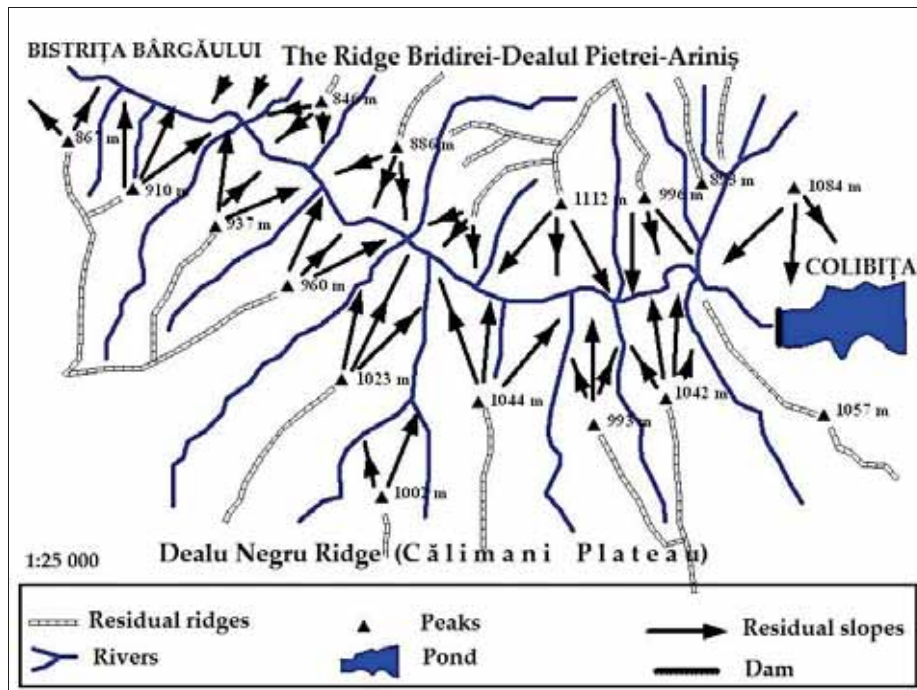 BISTRIȚA BÂRGĂULUI
The Ridge Bridirei-Dealul Pietrei-Ariniș
846 m
867 m
886 m
893 m
910 m
1112 m
996 m
1084 m
937 m
COLIBIȚA
960 m
1023 m
1044 m
1042 m
993 m
1057 m
1002 m
1:25 000
Dealu Negru Ridge (Călimani Plateau)
Residual ridges
Peaks
Residual slopes
Rivers
Pond
Dam